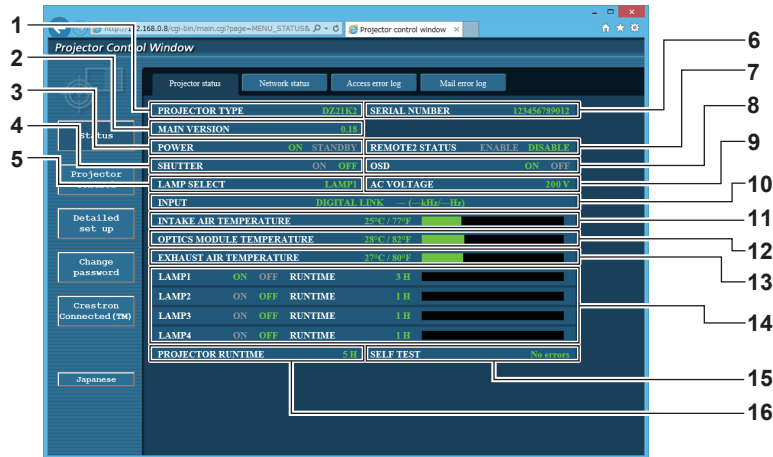 http://192.168.0.8/cgi-bin/main.cgi?page=MENU_STATUS& Projector control window ×
Projector Control Window
Projector status Network status Access error log Mail error log
PROJECTOR TYPE DZ21K2 SERIAL NUMBER 123456789012
MAIN VERSION 0.18
POWER ON STANDBY REMOTE2 STATUS ENABLE DISABLE
SHUTTER ON OFF OSD ON OFF
LAMP SELECT LAMP1 AC VOLTAGE 200 V
INPUT DIGITAL LINK — (—kHz/—Hz)
INTAKE AIR TEMPERATURE 25°C / 77°F
OPTICS MODULE TEMPERATURE 28°C / 82°F
EXHAUST AIR TEMPERATURE 27°C / 80°F
LAMP1 ON OFF RUNTIME 3 H
LAMP2 ON OFF RUNTIME 1 H
LAMP3 ON OFF RUNTIME 1 H
LAMP4 ON OFF RUNTIME 1 H
PROJECTOR RUNTIME 5 H SELF TEST No errors
Status
Projector
Detailed
set up
Change
password
Crestron
Connected(TM)
Japanese
1
2
3
4
5
6
7
8
9
10
11
12
13
14
15
16